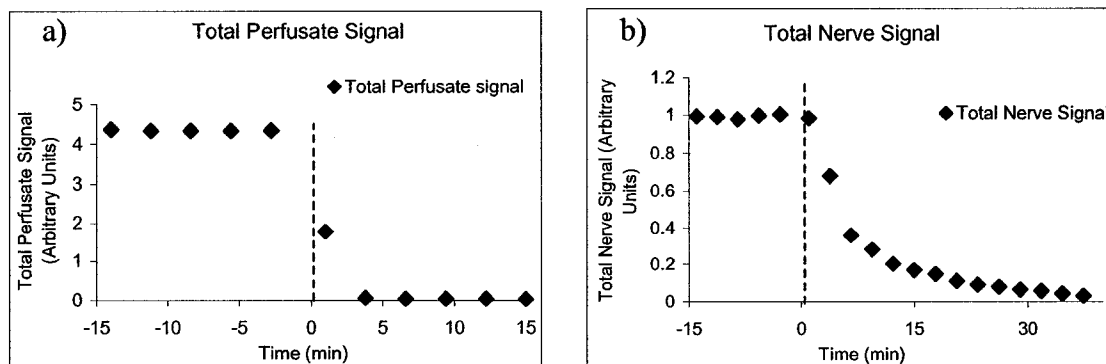 a)
Total Perfusate Signal
Total Perfusate signal
Total Perfusate Signal
(Arbitrary Units)
5
4
3
2
1
0
-15 -10 -5 0 5 10 15
Time (min)
b)
Total Nerve Signal
Total Nerve Signal
Total Nerve Signal (Arbitrary
Units)
1.2
1
0.8
0.6
0.4
0.2
0
-15 0 15 30
Time (min)